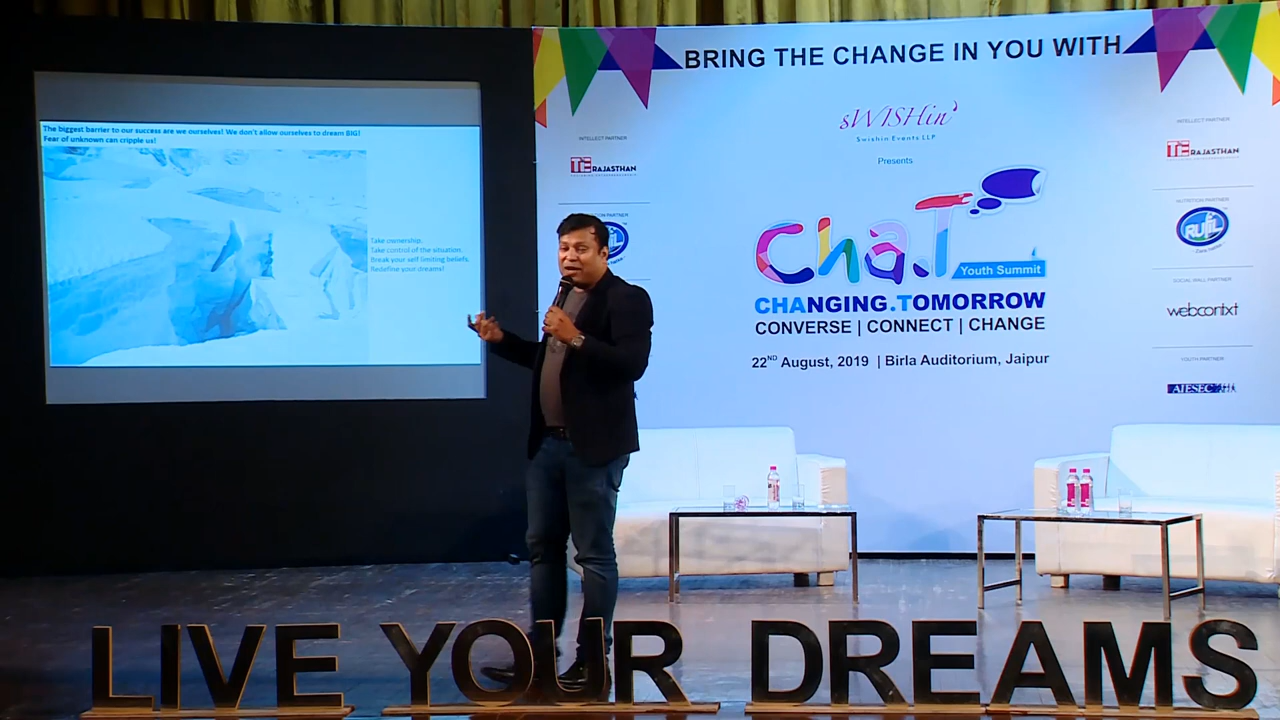 The biggest barrier to our success are we ourselves! We don't allow ourselves to dream BIG!
Fear of unknown can cripple us!
Take ownership.
Take control of the situation.
Break your self limiting beliefs.
Redefine your dreams!
BRING THE CHANGE IN YOU WITH
sWISHin'
Swishin Events LLP
Presents
Cha.T
Youth Summit
CHANGING.TOMORROW
CONVERSE | CONNECT | CHANGE
22ND August, 2019 | Birla Auditorium, Jaipur
INTELLECT PARTNER
TiE RAJASTHAN
INTELLECT PARTNER
TiE RAJASTHAN
NUTRITION PARTNER
RUFIL
SOCIAL WALL PARTNER
webcontxt
YOUTH PARTNER
AIESEC
LIVE YOUR DREAMS